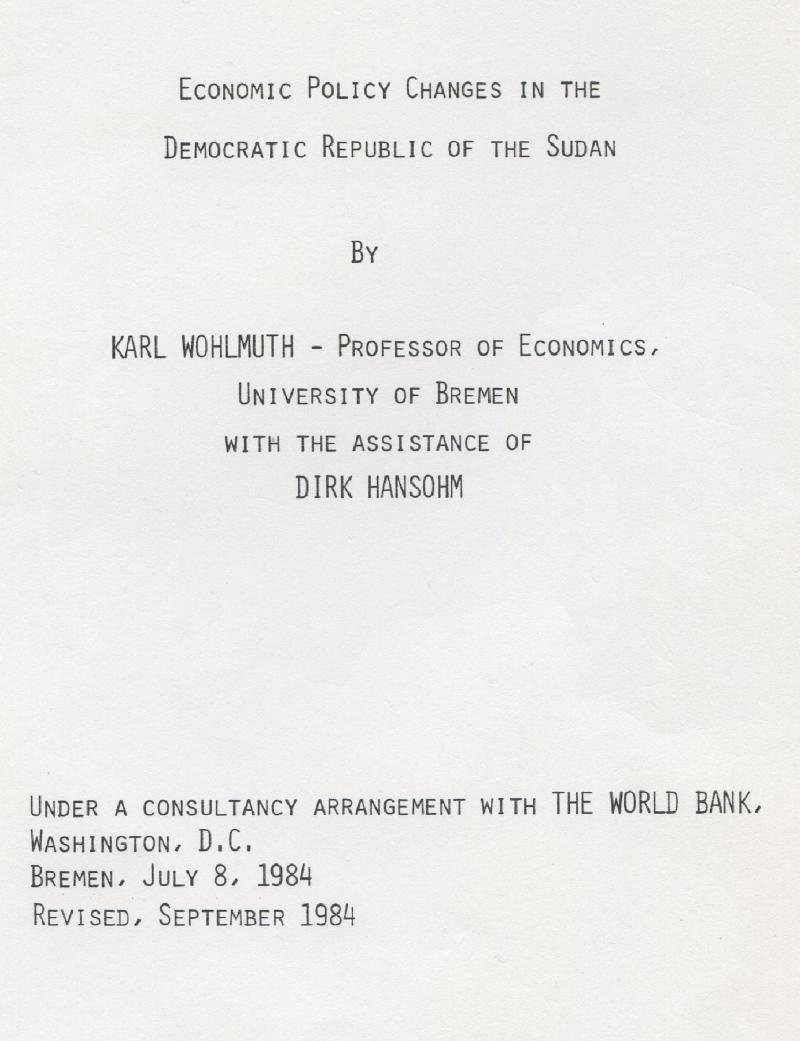 Economic Policy Changes in the
Democratic Republic of the Sudan
By
KARL WOHLMUTH - Professor of Economics,
University of Bremen
with the assistance of
DIRK HANSOHM
Under a consultancy arrangement with THE WORLD BANK,
Washington, D.C.
Bremen, July 8, 1984
Revised, September 1984